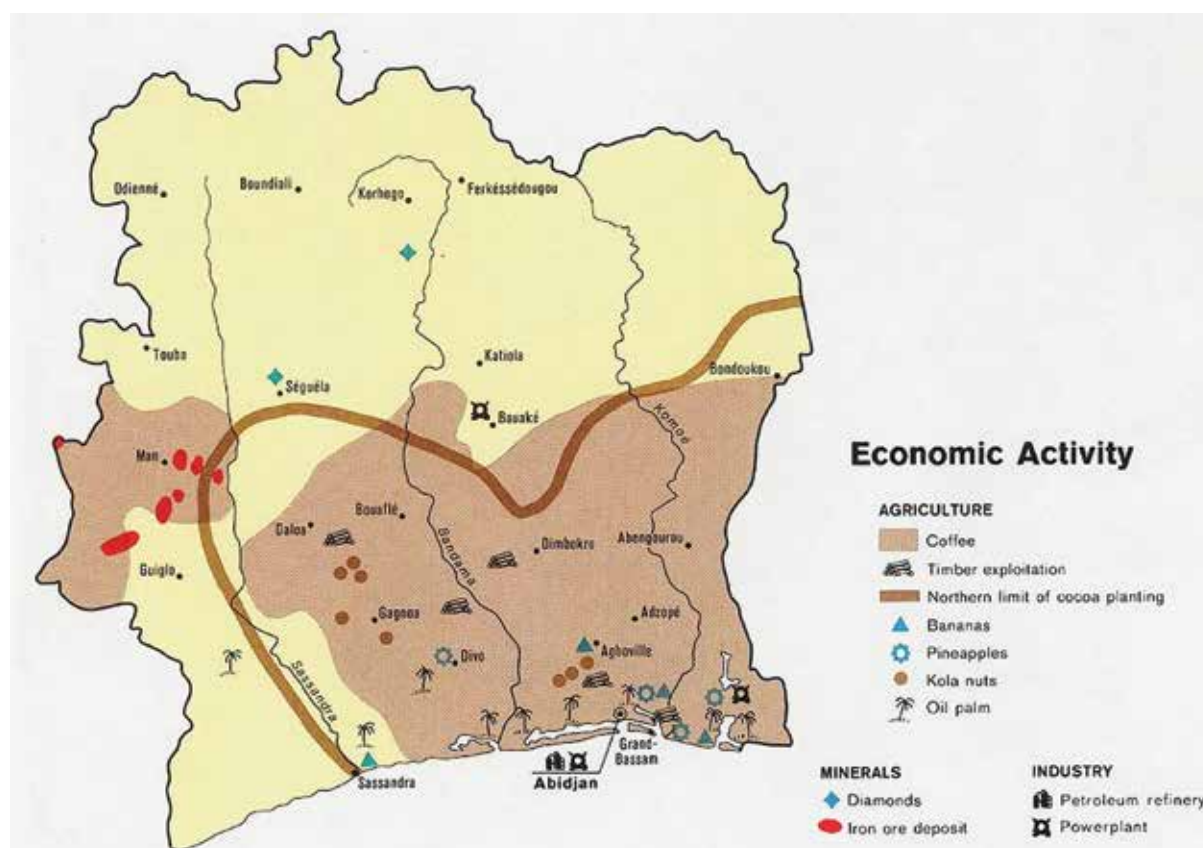 Odienné
Boundiali
Korhogo
Ferkéssédougou
Touba
Séguéla
Katiola
Bondoukou
Bauaké
Komoé
Man
Daloa
Bouaflé
Bandama
Dimbokro
Abengourou
Guiglo
Gagnoa
Adzopé
Divo
Agboville
Sassandra
Grand-
Bassam
Abidjan
Sassandra
Economic Activity
AGRICULTURE
Coffee
Timber exploitation
Northern limit of cocoa planting
Bananas
Pineapples
Kola nuts
Oil palm
MINERALS
Diamonds
Iron ore deposit
INDUSTRY
Petroleum refinery
Powerplant